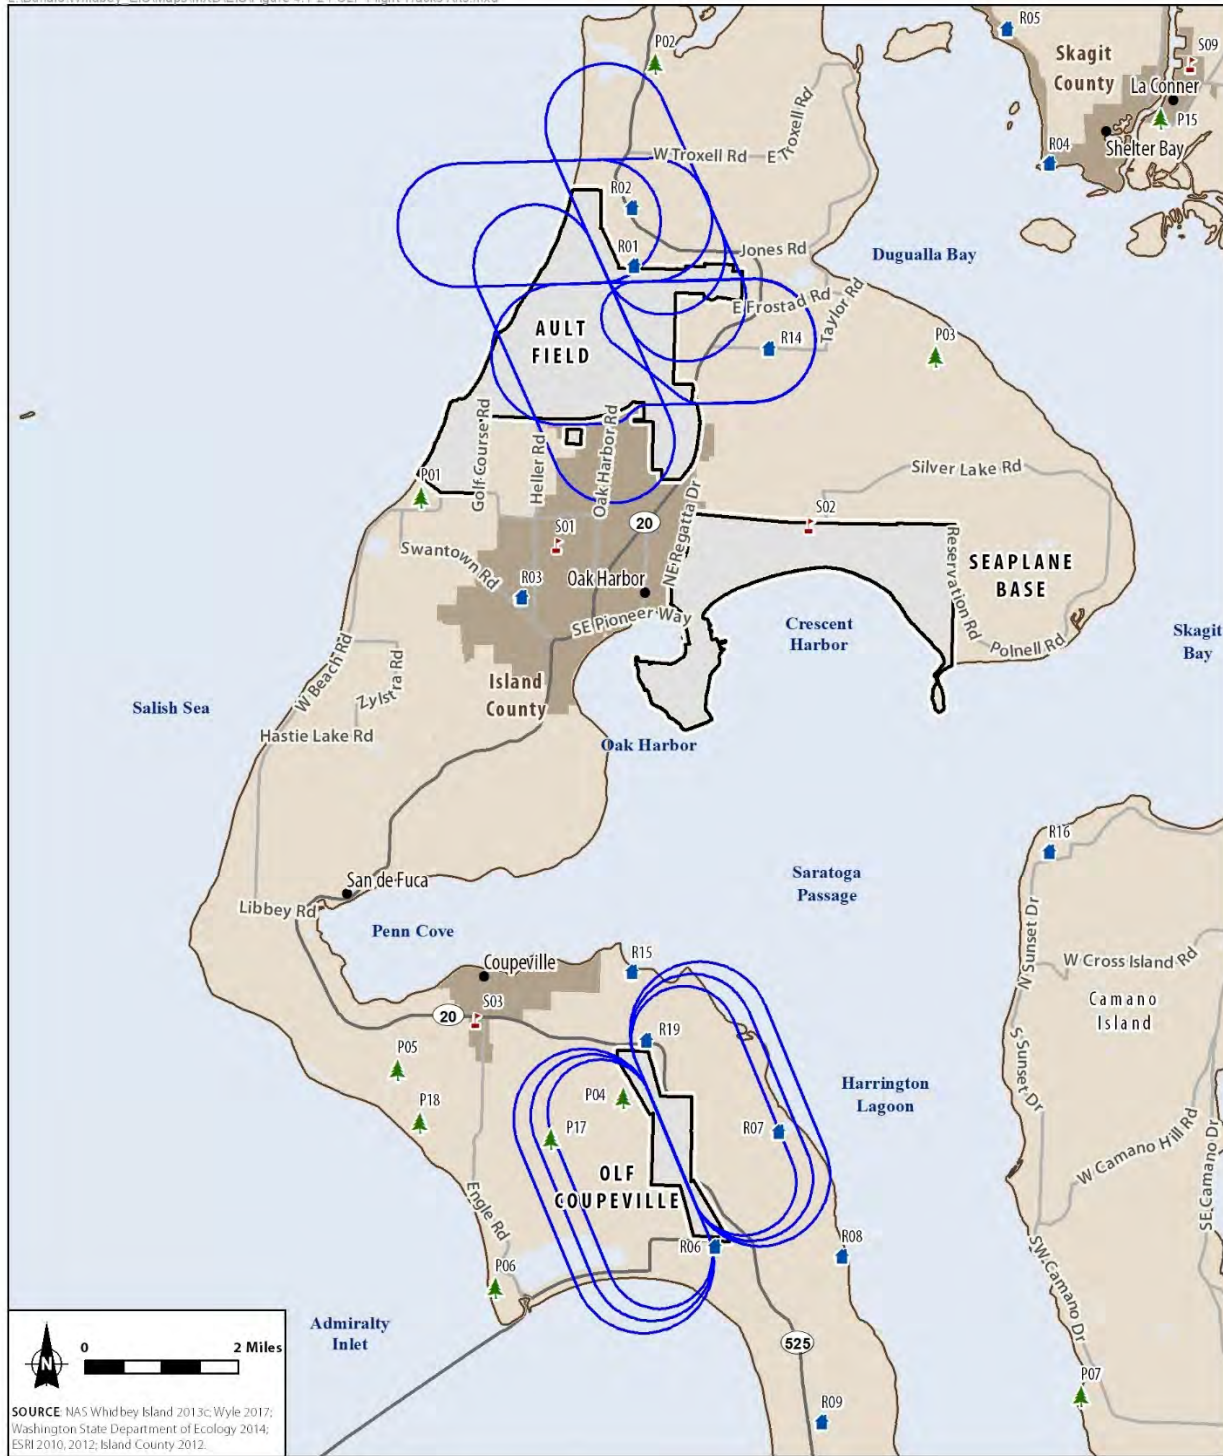 R05
S09
P02
Skagit
County
La Conner
P15
Shelter Bay
R04
W Troxell Rd
E Troxell Rd
R02
R01
Jones Rd
Dugualla Bay
E Frostad Rd
Taylor Rd
AULT
FIELD
R14
P03
Golf Course Rd
Heller Rd
Oak Harbor Rd
P01
Silver Lake Rd
S02
20
NE Regatta Dr
S01
Swantown Rd
R03
Oak Harbor
Reservation Rd
SEAPLANE
BASE
SE Pioneer Way
Crescent
Harbor
Polnell Rd
Skagit
Bay
W Beach Rd
Zylstra Rd
Island
County
Salish Sea
Hastie Lake Rd
Oak Harbor
R16
San de Fuca
Saratoga
Passage
Libbey Rd
Penn Cove
N Sunset Dr
Coupeville
R15
W Cross Island Rd
S03
20
Camano
Island
R19
P05
S Sunset Dr
Harrington
Lagoon
P04
P18
R07
P17
W Camano Hill Rd
SE Camano Dr
OLF
COUPEVILLE
Engle Rd
R06
R08
SW Camano Dr
P06
Admiralty
Inlet
525
P07
R09
N
0
2 Miles
SOURCE: NAS Whidbey Island 2013c; Wyle 2017;
Washington State Department of Ecology 2014;
ESRI 2010, 2012; Island County 2012.